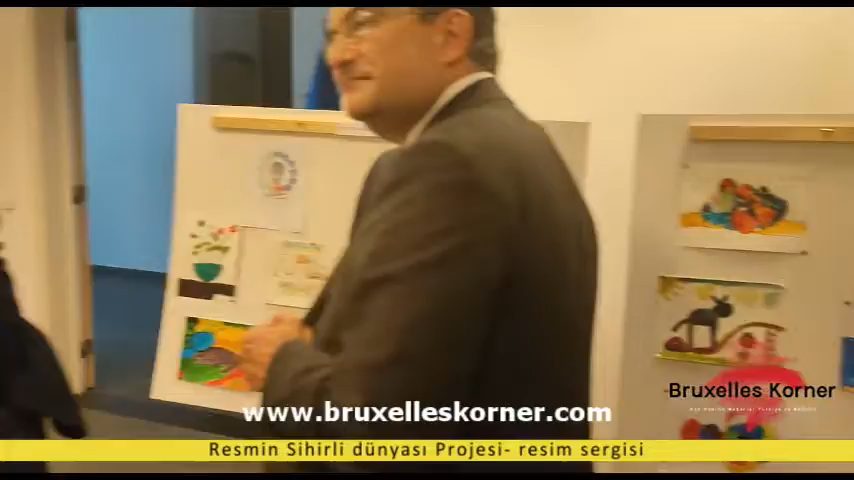 Bruxelles Korner
www.bruxelleskorner.com
Resmin Sihirli dünyası Projesi- resim sergisi